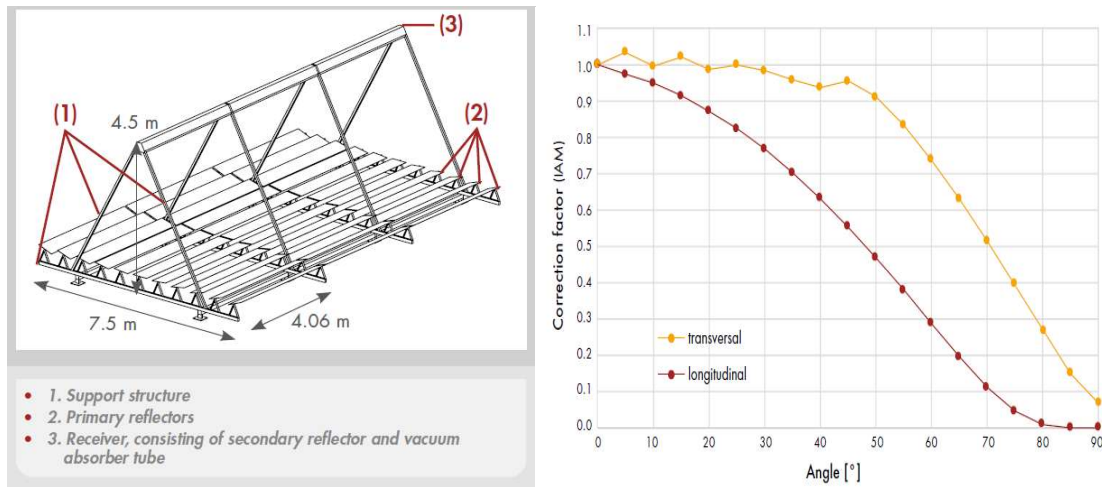 (3)
(1)
4.5 m
(2)
7.5 m
4.06 m
• 1. Support structure
• 2. Primary reflectors
• 3. Receiver, consisting of secondary reflector and vacuum
absorber tube
1.1
1.0
0.9
0.8
0.7
0.6
0.5
0.4
0.3
0.2
0.1
0.0
Correction factor (IAM)
transversal
longitudinal
0 10 20 30 40 50 60 70 80 90
Angle [°]